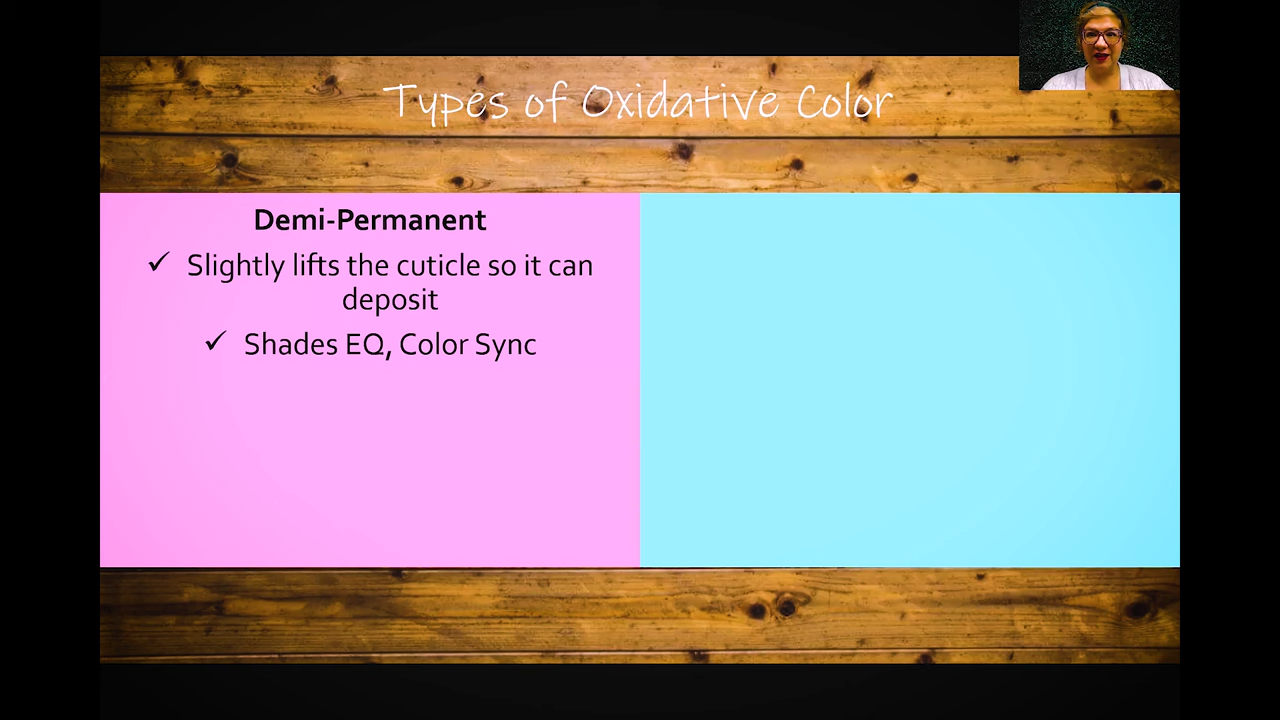 Types of Oxidative Color
Demi-Permanent
✓ Slightly lifts the cuticle so it can
deposit
✓ Shades EQ, Color Sync